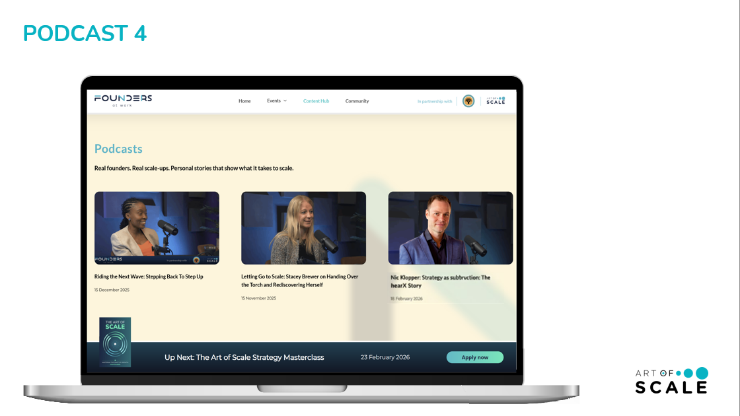 PODCAST 4
FOUNDERS
at work
Home
Events
Content Hub
Community
In partnership with
SCALE
Podcasts
Real founders. Real scale-ups. Personal stories that show what it takes to scale.
FOUNDERS
Riding the Next Wave: Stepping Back To Step Up
15 December 2025
Letting Go to Scale: Stacey Brewer on Handing Over
the Torch and Rediscovering Herself
15 November 2025
Nic Klopper: Strategy as subtruction: The
hearX Story
16 February 2026
THE ART OF
SCALE
Up Next: The Art of Scale Strategy Masterclass
23 February 2026
Apply now
ART OF
SCALE